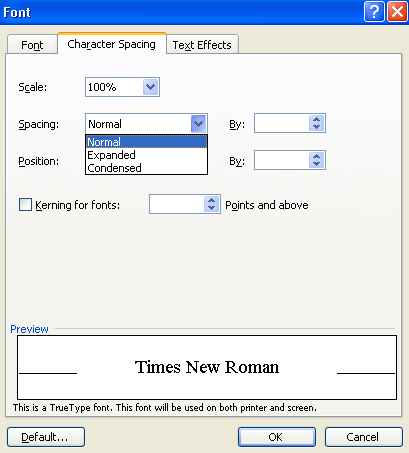 Font
Font Character Spacing Text Effects
Scale: 100%
Spacing: Normal By:
Normal
Expanded
Condensed
Position: By:
Kerning for fonts: Points and above
Preview
Times New Roman
This is a TrueType font. This font will be used on both printer and screen.
Default... OK Cancel